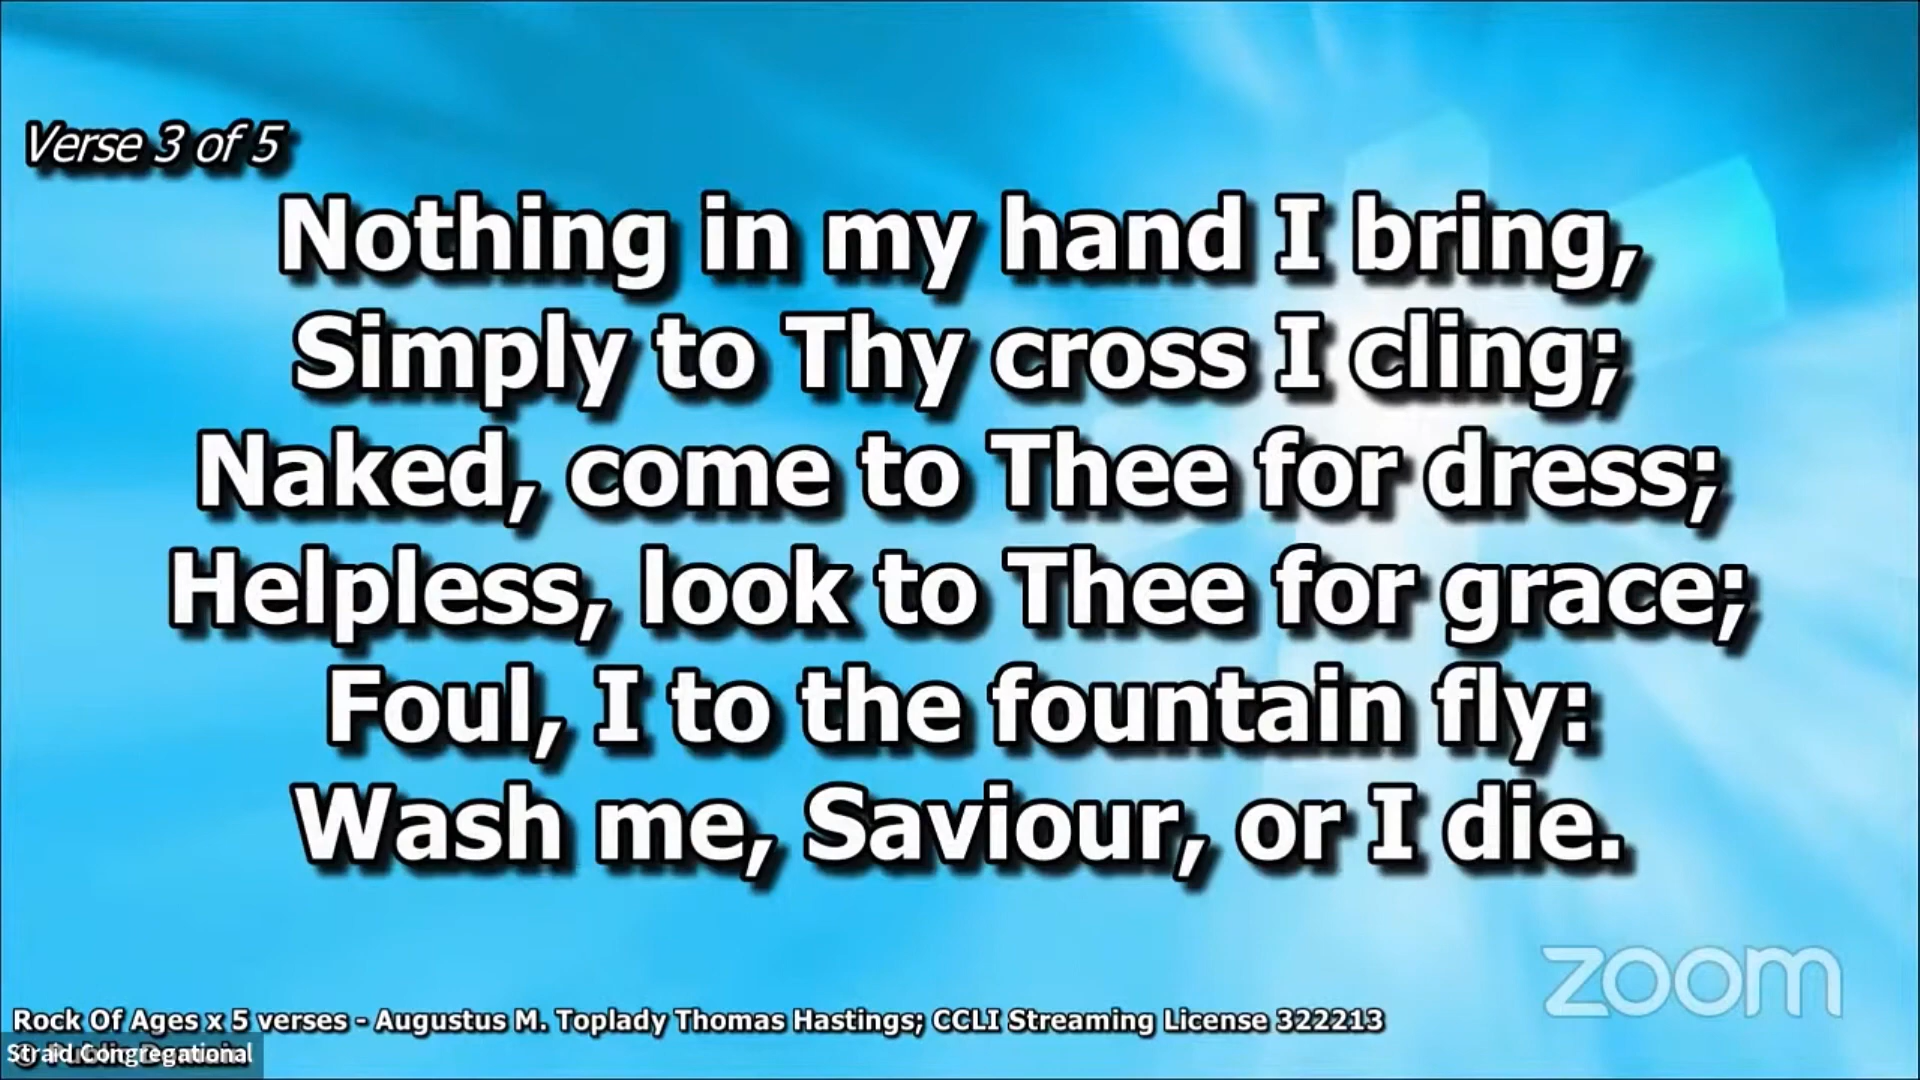 Verse 3 of 5
Nothing in my hand I bring,
Simply to Thy cross I cling;
Naked, come to Thee for dress;
Helpless, look to Thee for grace;
Foul, I to the fountain fly:
Wash me, Saviour, or I die.
zoom
Rock Of Ages x 5 verses - Augustus M. Toplady Thomas Hastings; CCLI Streaming License 322213
Straid Congregational